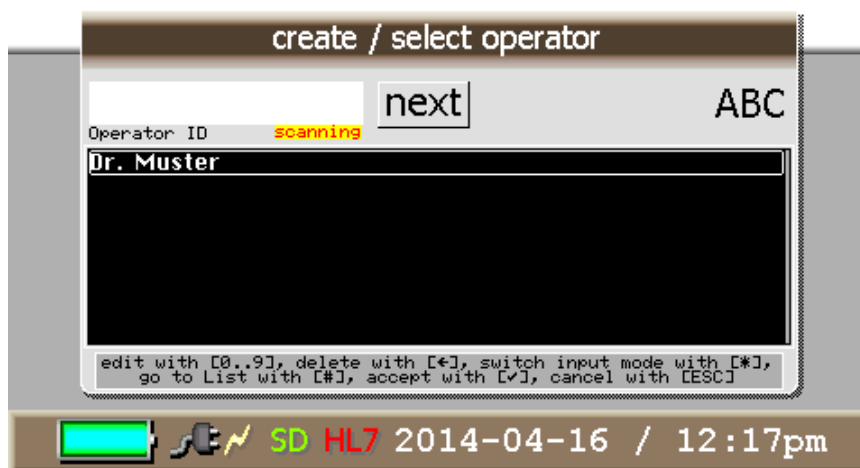 create / select operator
next
ABC
Operator ID scanning
Dr. Muster
edit with [0..9], delete with [←], switch input mode with [*],
go to List with [#], accept with [✓], cancel with [ESC]
SD HL7 2014-04-16 / 12:17pm